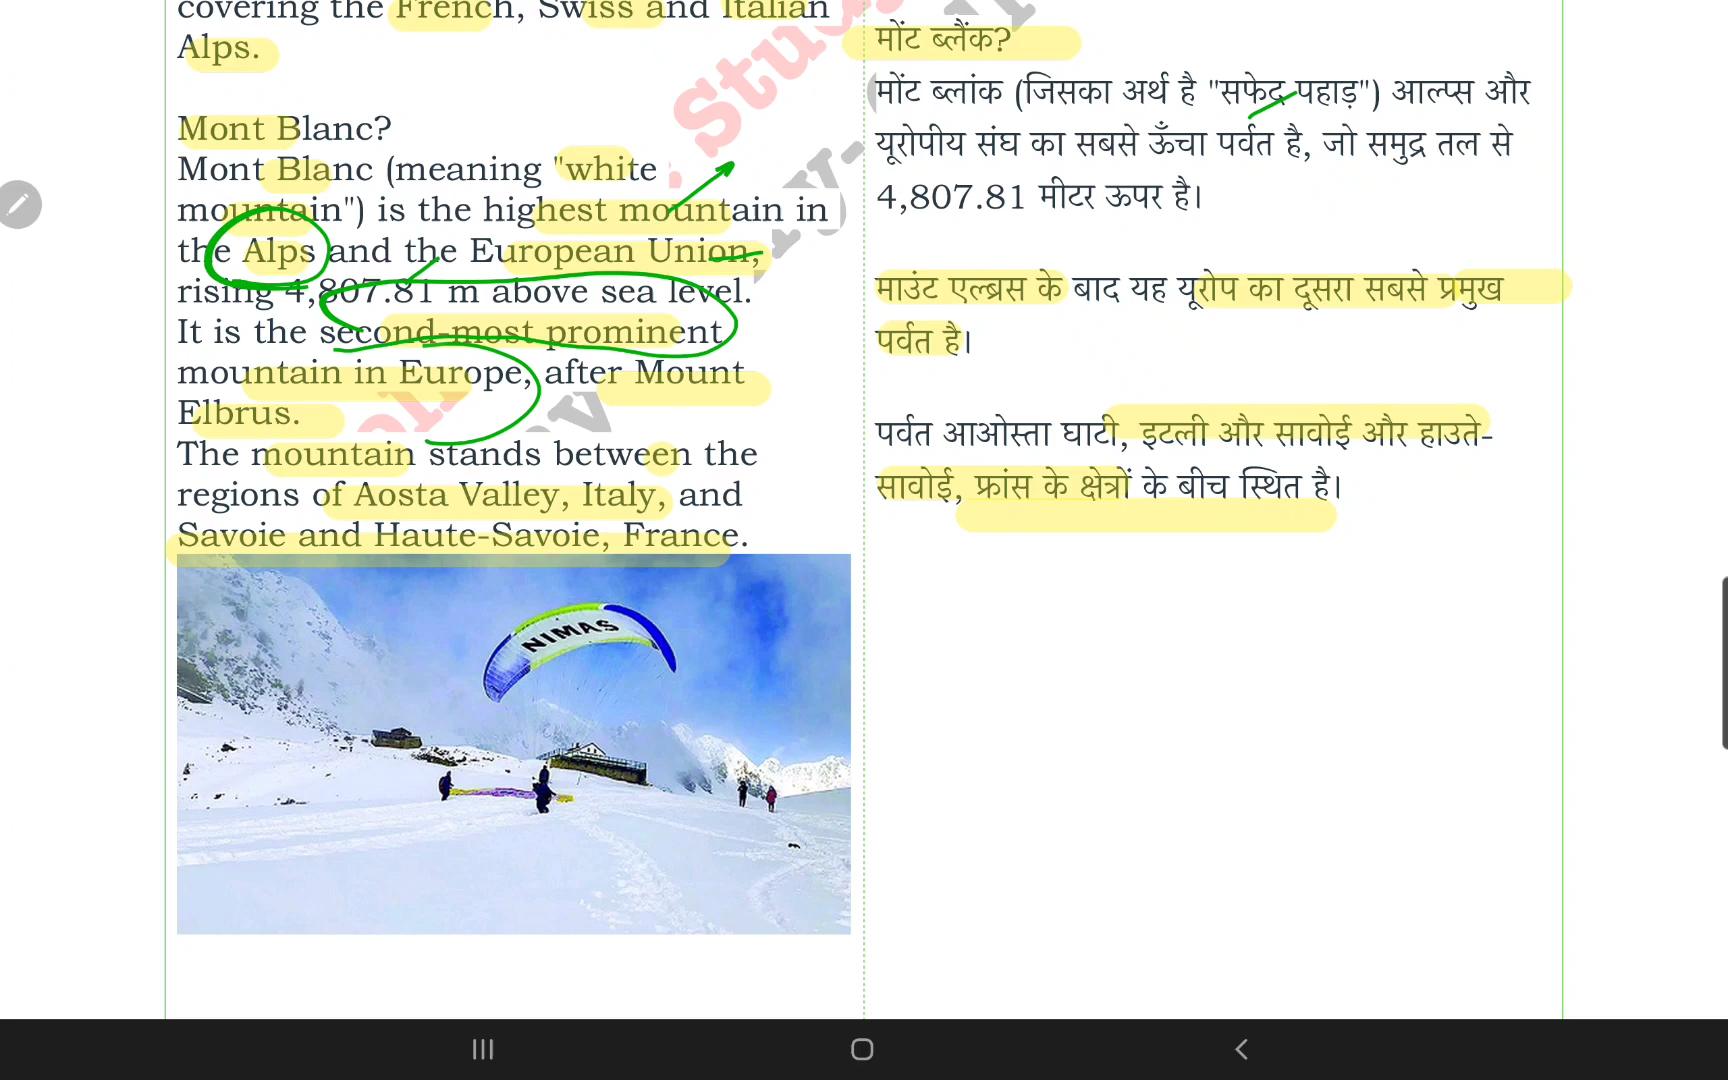 covering the French, Swiss and Italian
Alps.
Mont Blanc?
Mont Blanc (meaning "white
mountain") is the highest mountain in
the Alps and the European Union,
rising 4,807.81 m above sea level.
It is the second-most prominent
mountain in Europe, after Mount
Elbrus.
The mountain stands between the
regions of Aosta Valley, Italy, and
Savoie and Haute-Savoie, France.
NIMAS
मोंट ब्लैंक?
मोंट ब्लांक (जिसका अर्थ है "सफेद पहाड़") आल्प्स और
यूरोपीय संघ का सबसे ऊँचा पर्वत है, जो समुद्र तल से
4,807.81 मीटर ऊपर है।
माउंट एल्ब्रस के बाद यह यूरोप का दूसरा सबसे प्रमुख
पर्वत है।
पर्वत आओस्ता घाटी, इटली और सावोई और हाउते-
सावोई, फ्रांस के क्षेत्रों के बीच स्थित है।